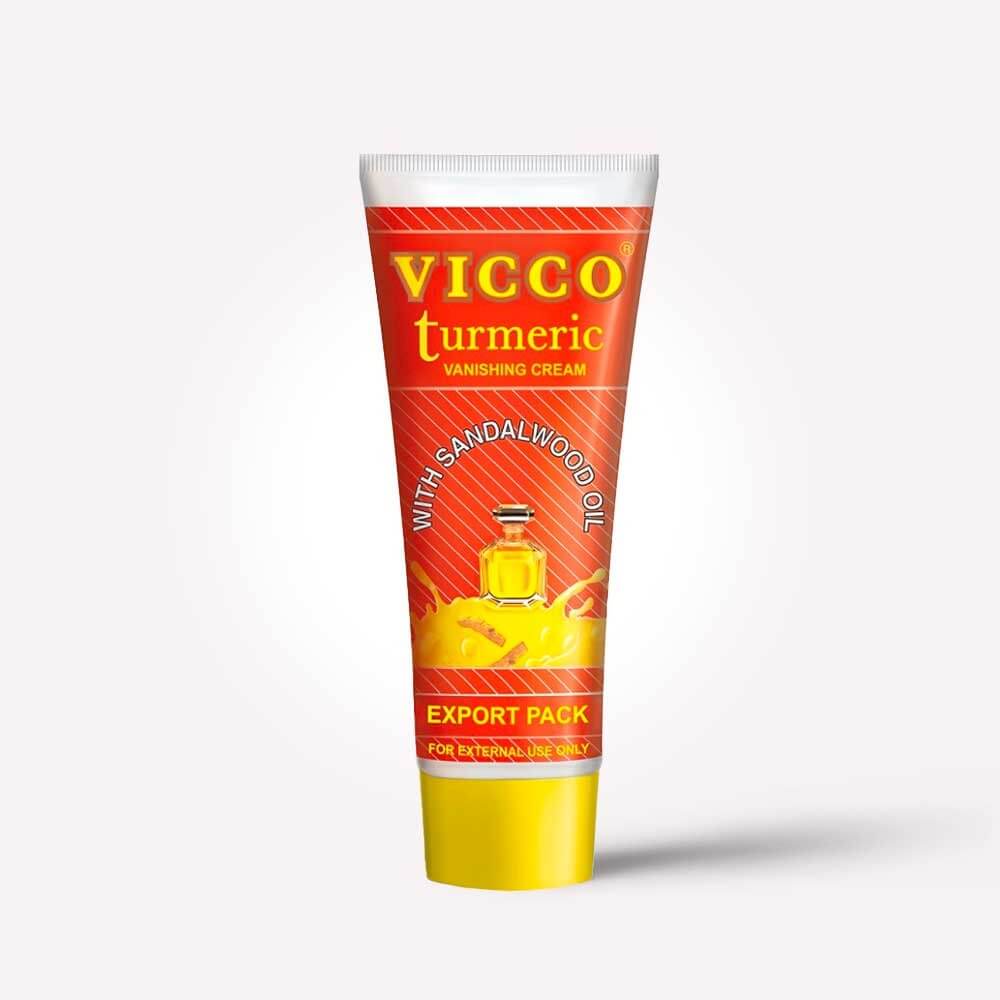 VICCO®
turmeric
VANISHING CREAM
WITH SANDALWOOD OIL
EXPORT PACK
FOR EXTERNAL USE ONLY